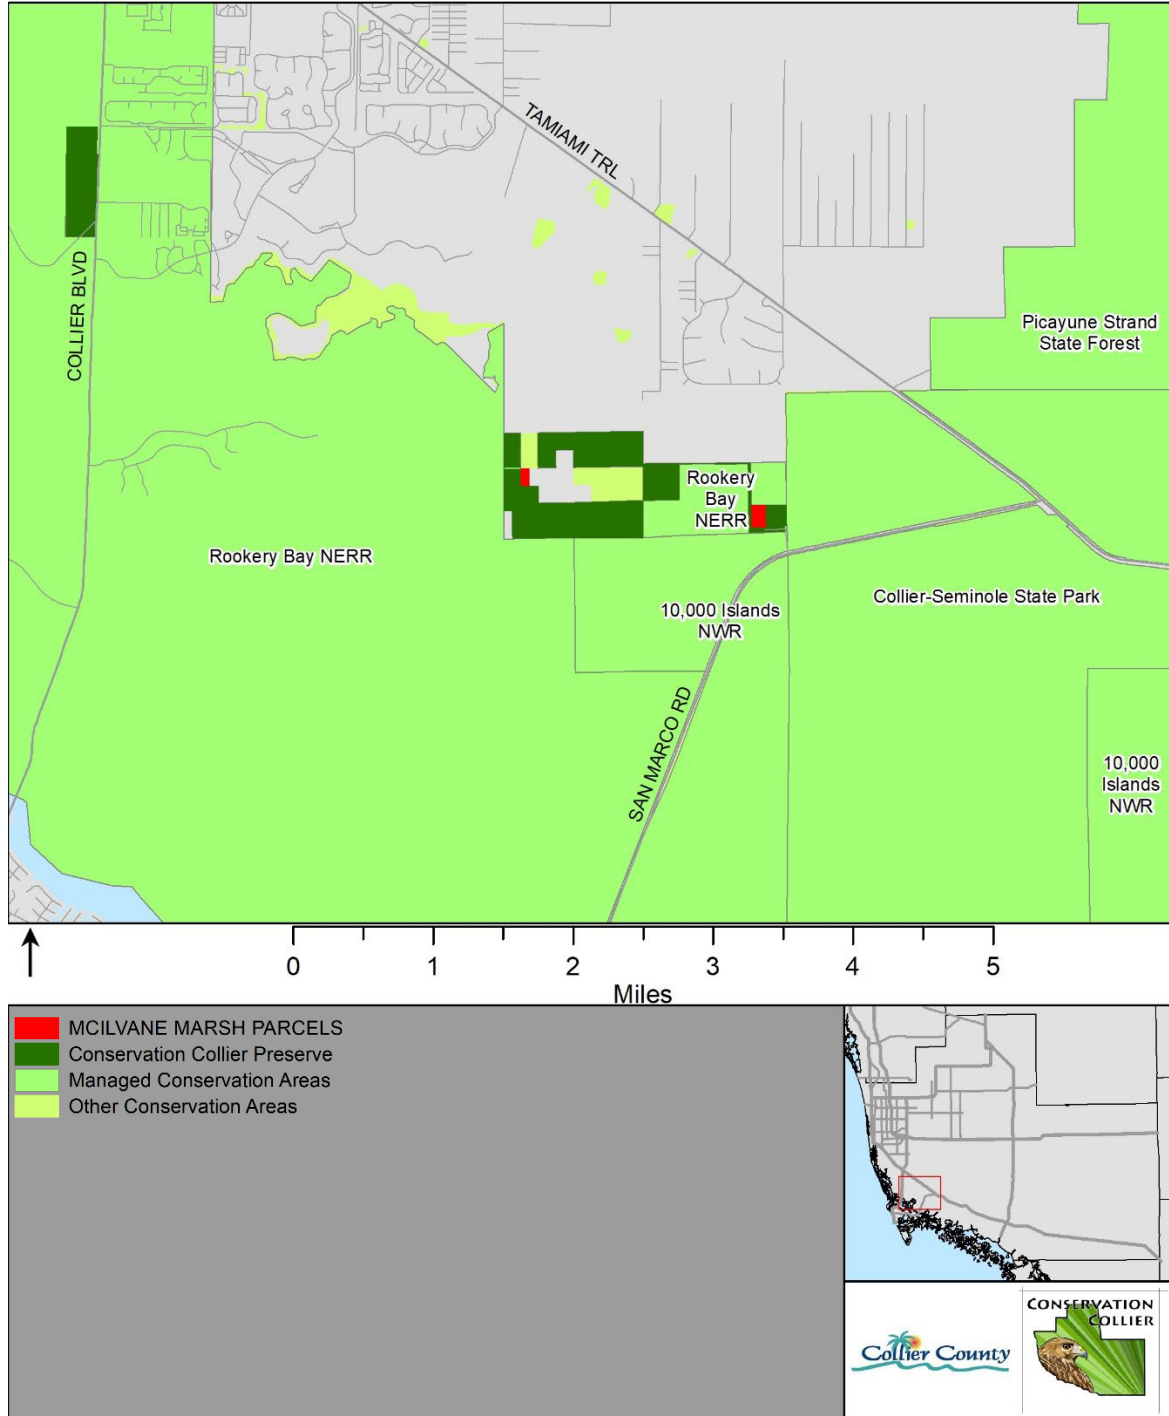 TAMIAMI TRL
COLLIER BLVD
Picayune Strand
State Forest
Rookery
Bay
NERR
Rookery Bay NERR
Collier-Seminole State Park
10,000 Islands
NWR
SAN MARCO RD
10,000
Islands
NWR
0 1 2 3 4 5
Miles
MCILVANE MARSH PARCELS
Conservation Collier Preserve
Managed Conservation Areas
Other Conservation Areas
Collier County
CONSERVATION
COLLIER